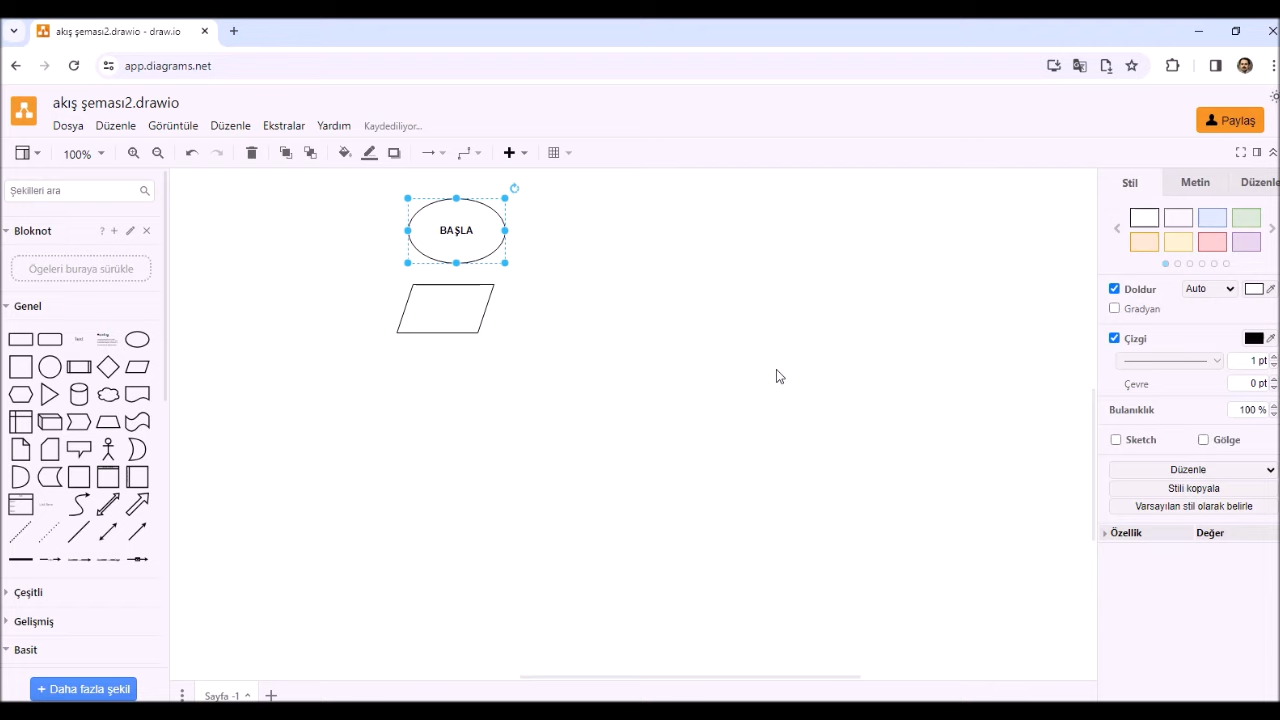 akış şeması2.drawio - draw.io
app.diagrams.net
akış şeması2.drawio
Dosya Düzenle Görüntüle Düzenle Ekstralar Yardım Kaydediliyor...
Paylaş
100%
Şekilleri ara
Bloknot ?
Ögeleri buraya sürükle
Genel
Text
Çeşitli
Gelişmiş
Basit
+ Daha fazla şekil
BAŞLA
Sayfa -1
Stil Metin Düzenle
Doldur Auto
Gradyan
Çizgi
1 pt
Çevre 0 pt
Bulanıklık 100 %
Sketch Gölge
Düzenle
Stili kopyala
Varsayılan stil olarak belirle
Özellik Değer